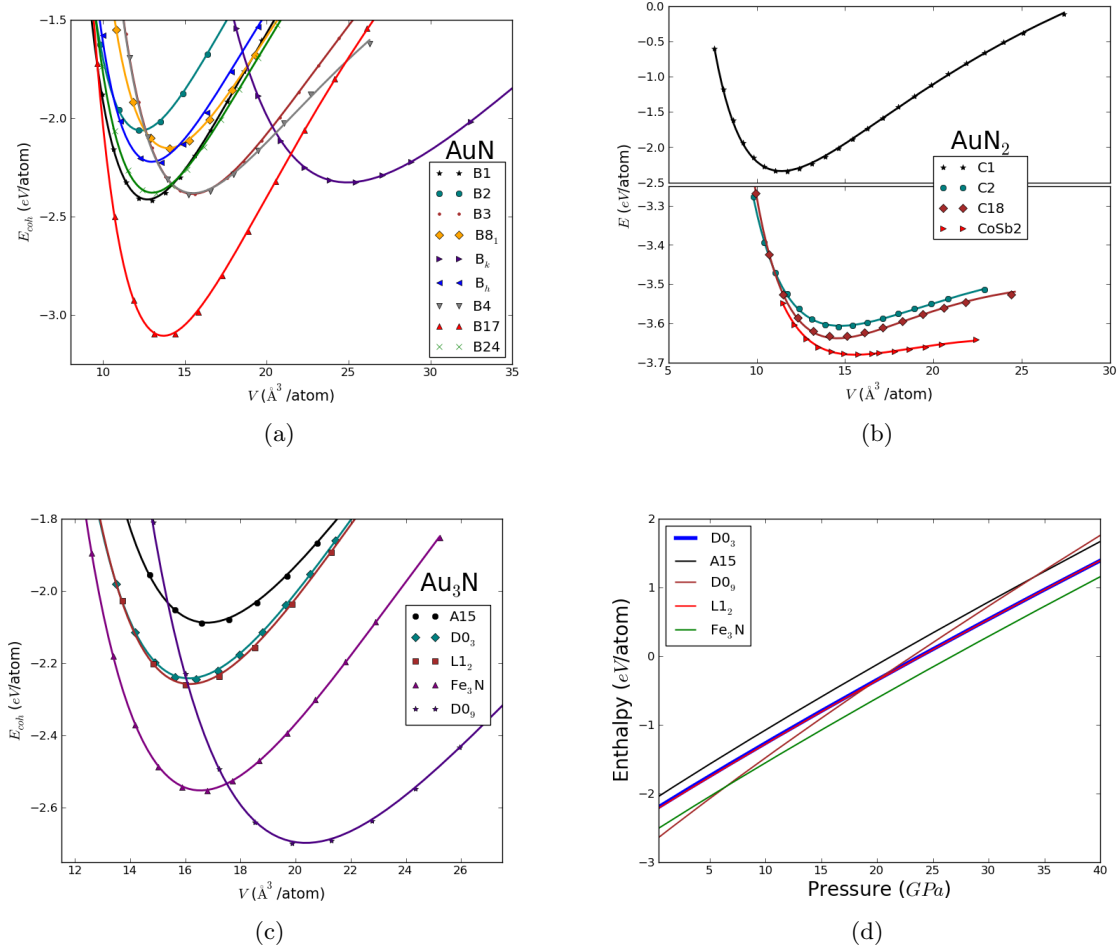 −1.5
−2.0
−2.5
−3.0
E_coh (eV/atom)
10 15 20 25 30 35
V (Å³ /atom)
AuN
B1
B2
B3
B8₁
B_k
B_h
B4
B17
B24
(a)
0.0
−0.5
−1.0
−1.5
−2.0
−2.5
−3.3
−3.4
−3.5
−3.6
−3.7
E (eV/atom)
5 10 15 20 25 30
V (Å³ /atom)
AuN₂
C1
C2
C18
CoSb2
(b)
−1.8
−2.0
−2.2
−2.4
−2.6
E_coh (eV/atom)
12 14 16 18 20 22 24 26
V (Å³ /atom)
Au₃N
A15
D0₃
L1₂
Fe₃N
D0₉
(c)
2
1
0
−1
−2
−3
Enthalpy (eV/atom)
5 10 15 20 25 30 35 40
Pressure (GPa)
D0₃
A15
D0₉
L1₂
Fe₃N
(d)